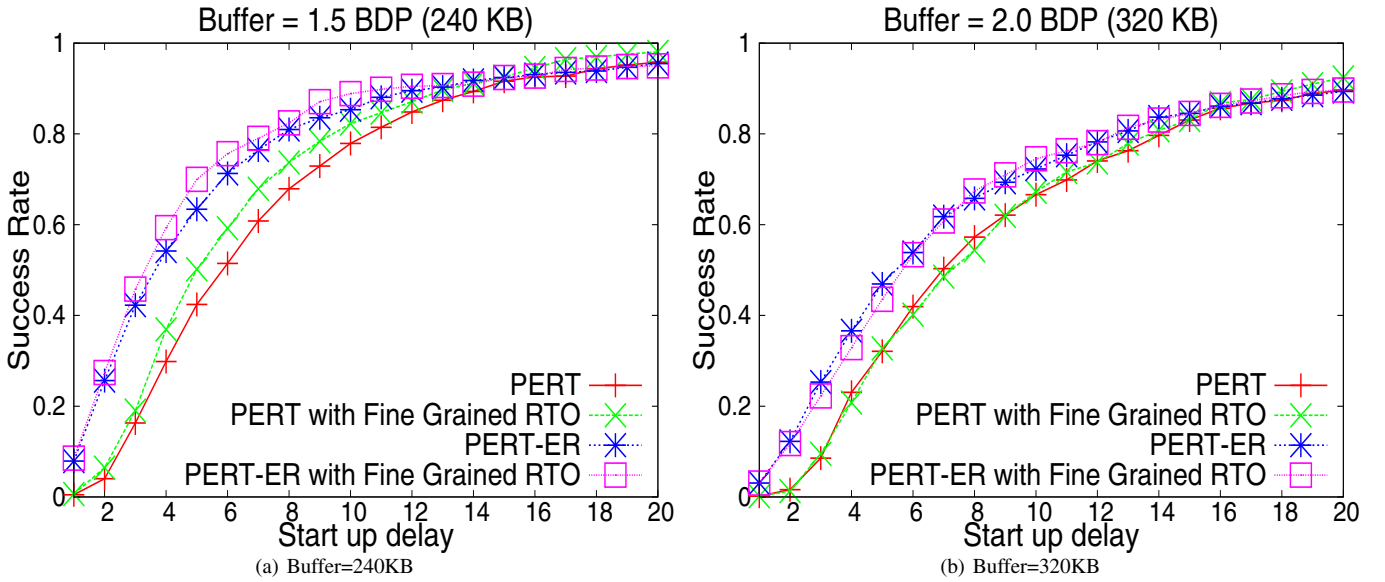 Buffer = 1.5 BDP (240 KB)
1
0.8
0.6
0.4
0.2
0
Success Rate
PERT
PERT with Fine Grained RTO
PERT-ER
PERT-ER with Fine Grained RTO
2 4 6 8 10 12 14 16 18 20
Start up delay
(a) Buffer=240KB
Buffer = 2.0 BDP (320 KB)
1
0.8
0.6
0.4
0.2
0
Success Rate
PERT
PERT with Fine Grained RTO
PERT-ER
PERT-ER with Fine Grained RTO
2 4 6 8 10 12 14 16 18 20
Start up delay
(b) Buffer=320KB